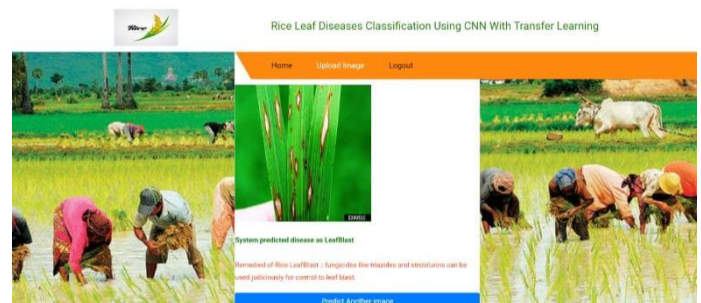 Rice
Rice Leaf Diseases Classification Using CNN With Transfer Learning
Home Upload Image Logout
System predicted disease as LeafBlast
Remedied of Rice LeafBlast :: fungicides like triazoles and strobilurins can be
used judiciously for control to leaf blast.
Predict Another image